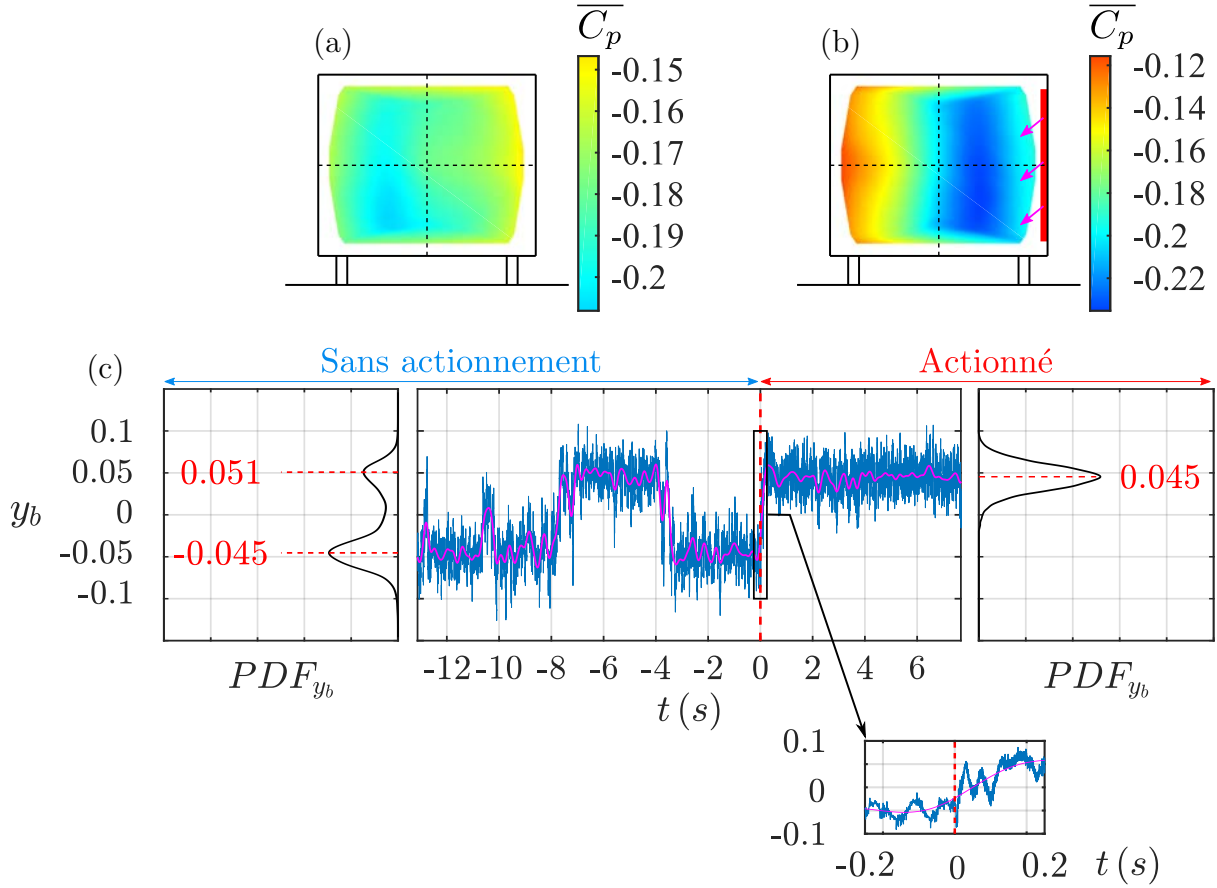 (a)
$\overline{C_p}$
-0.15
-0.16
-0.17
-0.18
-0.19
-0.2
(b)
$\overline{C_p}$
-0.12
-0.14
-0.16
-0.18
-0.2
-0.22
(c)
Sans actionnement
Actionné
0.1
0.05
0
-0.05
-0.1
$y_b$
0.051
-0.045
0.045
-12 -10 -8 -6 -4 -2 0 2 4 6
$PDF_{y_b}$
$t\,(s)$
$PDF_{y_b}$
0.1
0
-0.1
-0.2 0 0.2
$t\,(s)$